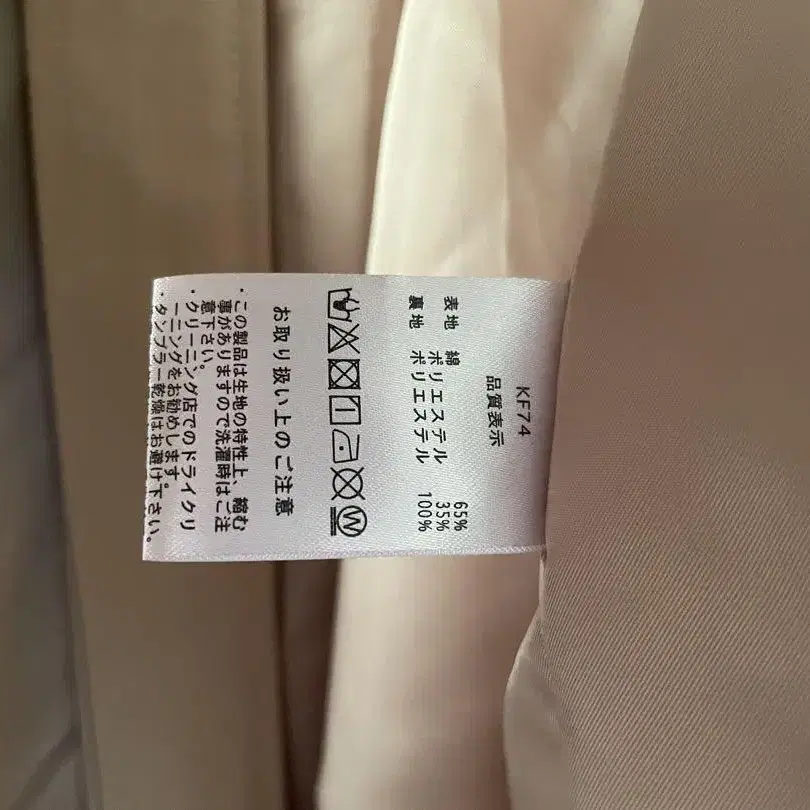 KF74
品質表示
表地 綿 65%
ポリエステル 35%
裏地 ポリエステル 100%
W
お取り扱い上のご注意
・この製品は生地の特性上、縮む
事がありますので洗濯時はご注
意下さい。
・クリーニング店でのドライクリ
ーニングをお勧めします。
・タンブラー乾燥はお避け下さい。